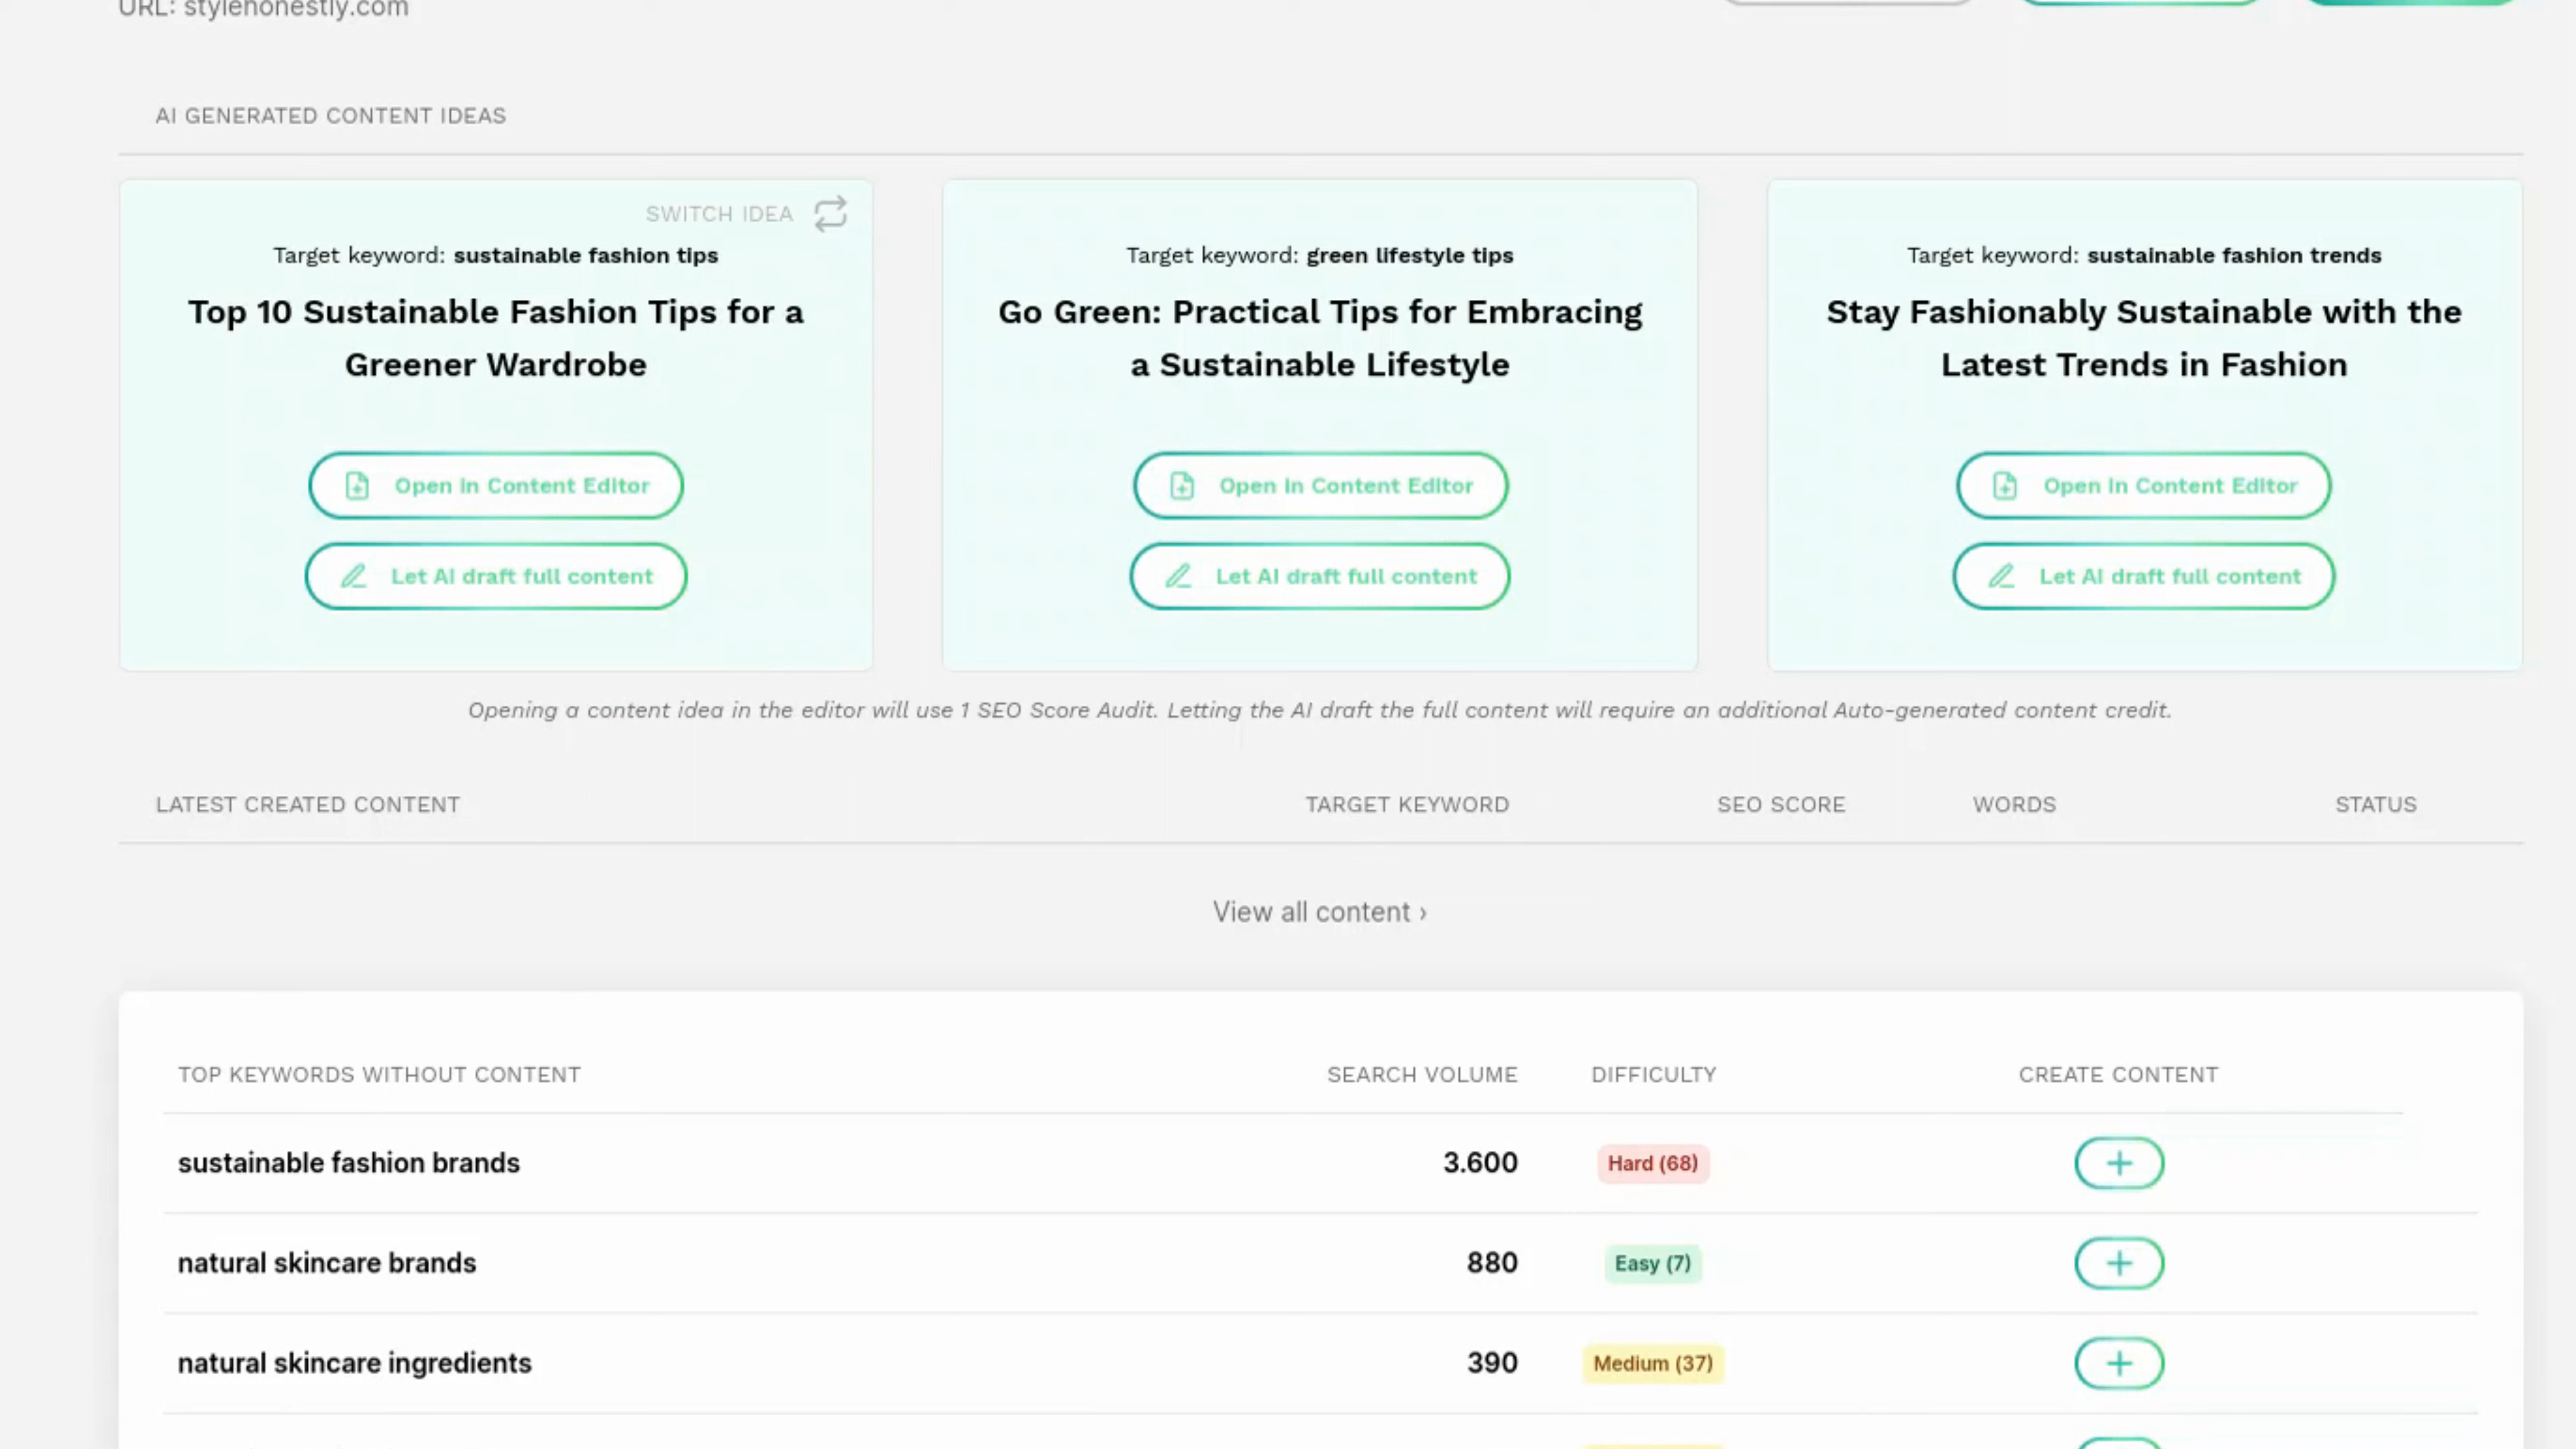 URL: stylehonestly.com
AI GENERATED CONTENT IDEAS
SWITCH IDEA
Target keyword: sustainable fashion tips
Top 10 Sustainable Fashion Tips for a
Greener Wardrobe
Open in Content Editor
Let AI draft full content
Target keyword: green lifestyle tips
Go Green: Practical Tips for Embracing
a Sustainable Lifestyle
Open in Content Editor
Let AI draft full content
Target keyword: sustainable fashion trends
Stay Fashionably Sustainable with the
Latest Trends in Fashion
Open in Content Editor
Let AI draft full content
Opening a content idea in the editor will use 1 SEO Score Audit. Letting the AI draft the full content will require an additional Auto-generated content credit.
LATEST CREATED CONTENT TARGET KEYWORD SEO SCORE WORDS STATUS
View all content ›
TOP KEYWORDS WITHOUT CONTENT SEARCH VOLUME DIFFICULTY CREATE CONTENT
sustainable fashion brands 3.600 Hard (68)
natural skincare brands 880 Easy (7)
natural skincare ingredients 390 Medium (37)